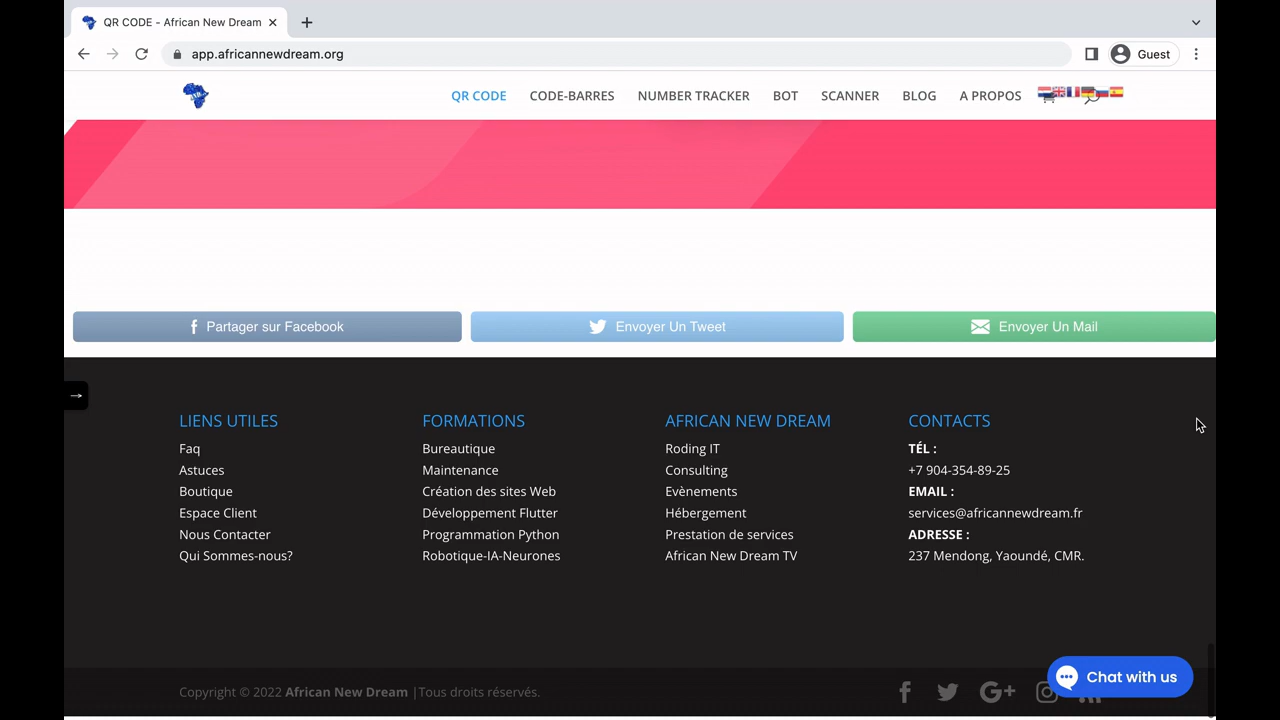 QR CODE - African New Dream
app.africannewdream.org
Guest
QR CODE CODE-BARRES NUMBER TRACKER BOT SCANNER BLOG A PROPOS
Partager sur Facebook Envoyer Un Tweet Envoyer Un Mail
→
LIENS UTILES
Faq
Astuces
Boutique
Espace Client
Nous Contacter
Qui Sommes-nous?
FORMATIONS
Bureautique
Maintenance
Création des sites Web
Développement Flutter
Programmation Python
Robotique-IA-Neurones
AFRICAN NEW DREAM
Roding IT
Consulting
Evènements
Hébergement
Prestation de services
African New Dream TV
CONTACTS
TÉL :
+7 904-354-89-25
EMAIL :
services@africannewdream.fr
ADRESSE :
237 Mendong, Yaoundé, CMR.
Chat with us
Copyright © 2022 African New Dream |Tous droits réservés.